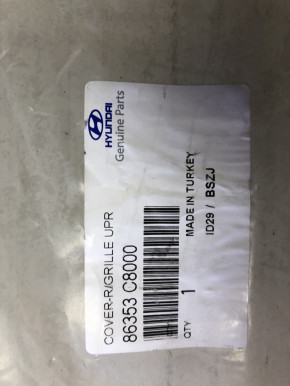 HYUNDAI
Genuine Parts
COVER-R/GRILLE UPR
86353 C8000
QTY 1
MADE IN TURKEY
ID29 / BSZJ